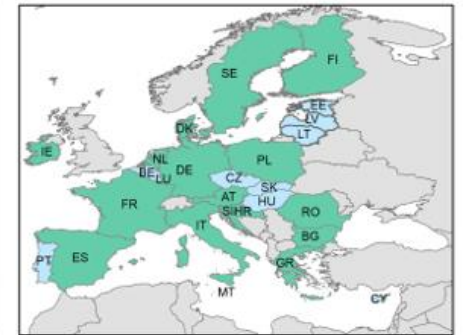 SE
FI
EE
LV
LT
DK
IE
NL
PL
BE
DE
LU
CZ
SK
FR
AT
HU
SI
HR
RO
IT
BG
PT
ES
GR
MT
CY